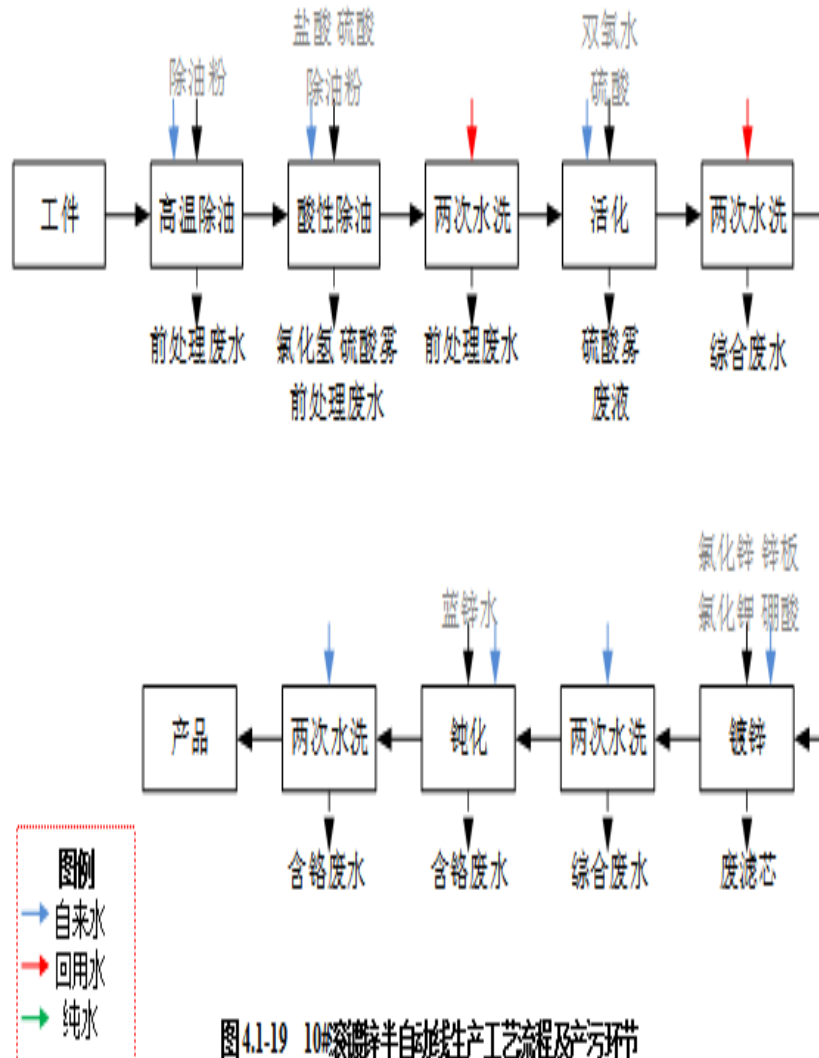 盐酸 硫酸
双氧水
除油粉
除油粉
硫酸
工件
高温除油
酸性除油
两次水洗
活化
两次水洗
前处理废水
氯化氢 硫酸雾
前处理废水
前处理废水
硫酸雾
废液
综合废水
氯化锌 锌板
氯化钾 硼酸
蓝锌水
产品
两次水洗
钝化
两次水洗
镀锌
含铬废水
含铬废水
综合废水
废滤芯
图例
自来水
回用水
纯水
图 4.1-19 10#滚镀锌半自动线生产工艺流程及产污环节